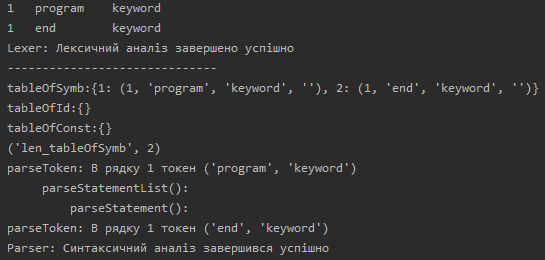 1   program    keyword
1   end        keyword
Lexer: Лексичний аналіз завершено успішно
------------------------------
tableOfSymb:{1: (1, 'program', 'keyword', ''), 2: (1, 'end', 'keyword', '')}
tableOfId:{}
tableOfConst:{}
('len_tableOfSymb', 2)
parseToken: В рядку 1 токен ('program', 'keyword')
     parseStatementList():
         parseStatement():
parseToken: В рядку 1 токен ('end', 'keyword')
Parser: Синтаксичний аналіз завершився успішно